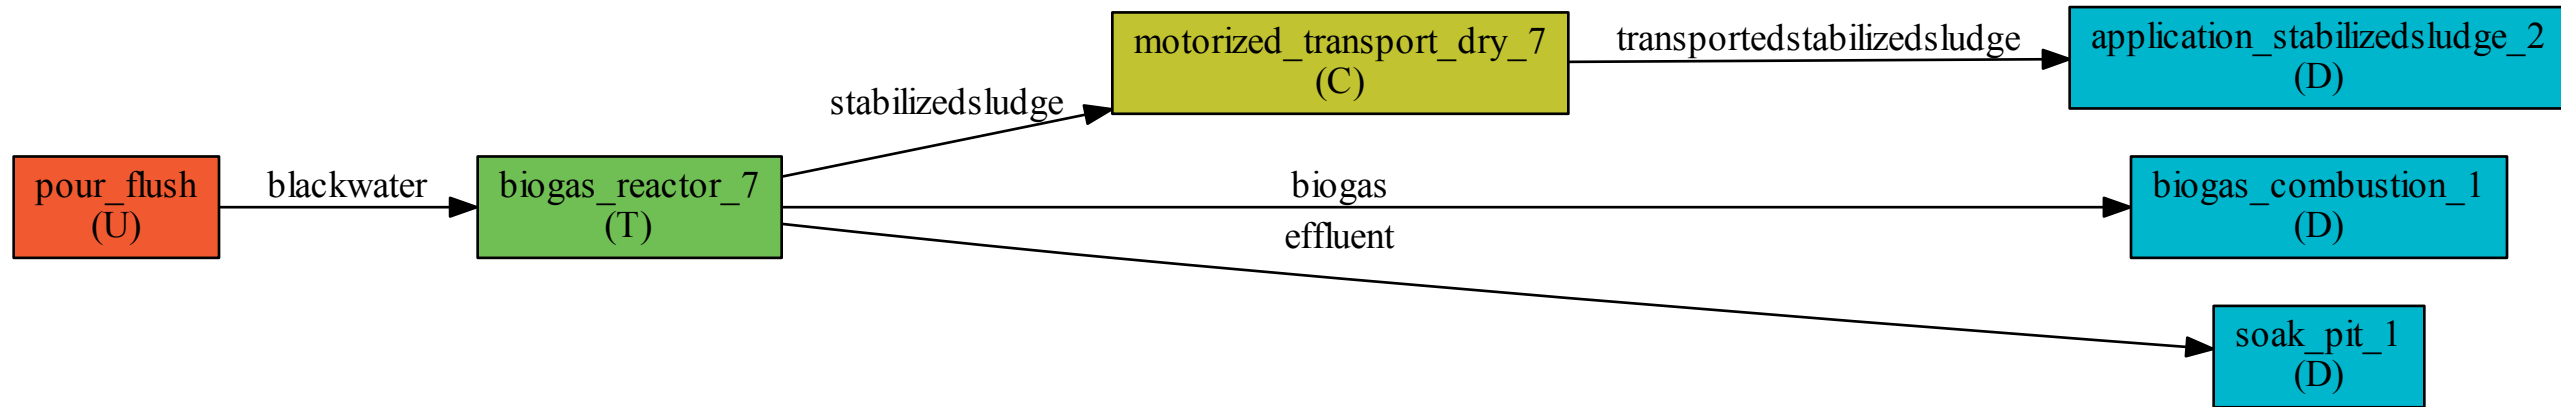 pour_flush
(U)
blackwater
biogas_reactor_7
(T)
stabilizedsludge
motorized_transport_dry_7
(C)
transportedstabilizedsludge
application_stabilizedsludge_2
(D)
biogas
biogas_combustion_1
(D)
effluent
soak_pit_1
(D)